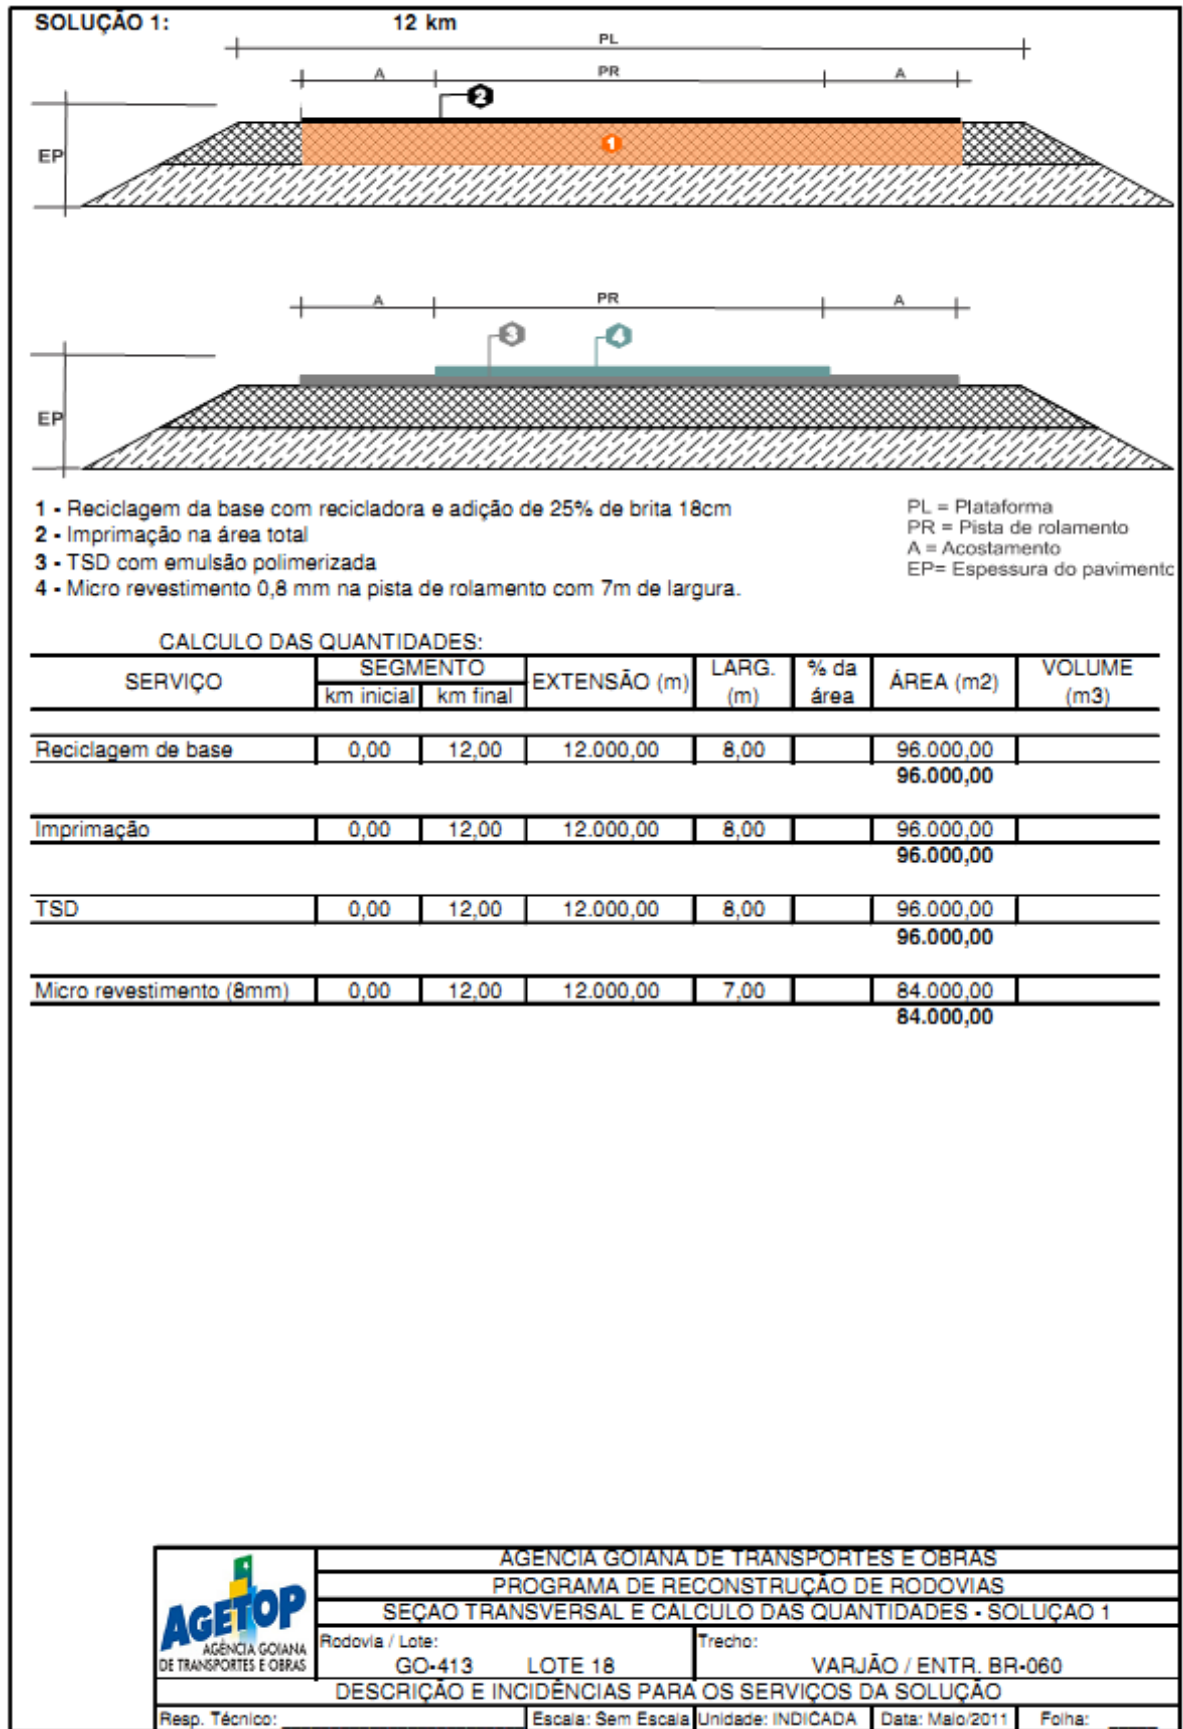 SOLUÇÃO 1: 12 km
PL
A PR A
2
1
EP
A PR A
3 4
EP
1 - Reciclagem da base com recicladora e adição de 25% de brita 18cm
2 - Imprimação na área total
3 - TSD com emulsão polimerizada
4 - Micro revestimento 0,8 mm na pista de rolamento com 7m de largura.
PL = Plataforma
PR = Pista de rolamento
A = Acostamento
EP= Espessura do pavimento
CALCULO DAS QUANTIDADES:
SERVIÇO SEGMENTO EXTENSÃO (m) LARG. (m) % da área ÁREA (m2) VOLUME (m3)
km inicial km final
Reciclagem de base 0,00 12,00 12.000,00 8,00 96.000,00
96.000,00
Imprimação 0,00 12,00 12.000,00 8,00 96.000,00
96.000,00
TSD 0,00 12,00 12.000,00 8,00 96.000,00
96.000,00
Micro revestimento (8mm) 0,00 12,00 12.000,00 7,00 84.000,00
84.000,00
AGETOP
AGÊNCIA GOIANA
DE TRANSPORTES E OBRAS
AGENCIA GOIANA DE TRANSPORTES E OBRAS
PROGRAMA DE RECONSTRUÇÃO DE RODOVIAS
SEÇAO TRANSVERSAL E CALCULO DAS QUANTIDADES - SOLUÇAO 1
Rodovia / Lote: Trecho:
GO-413 LOTE 18 VARJÃO / ENTR. BR-060
DESCRIÇÃO E INCIDÊNCIAS PARA OS SERVIÇOS DA SOLUÇÃO
Resp. Técnico: Escala: Sem Escala Unidade: INDICADA Data: Maio/2011 Folha: